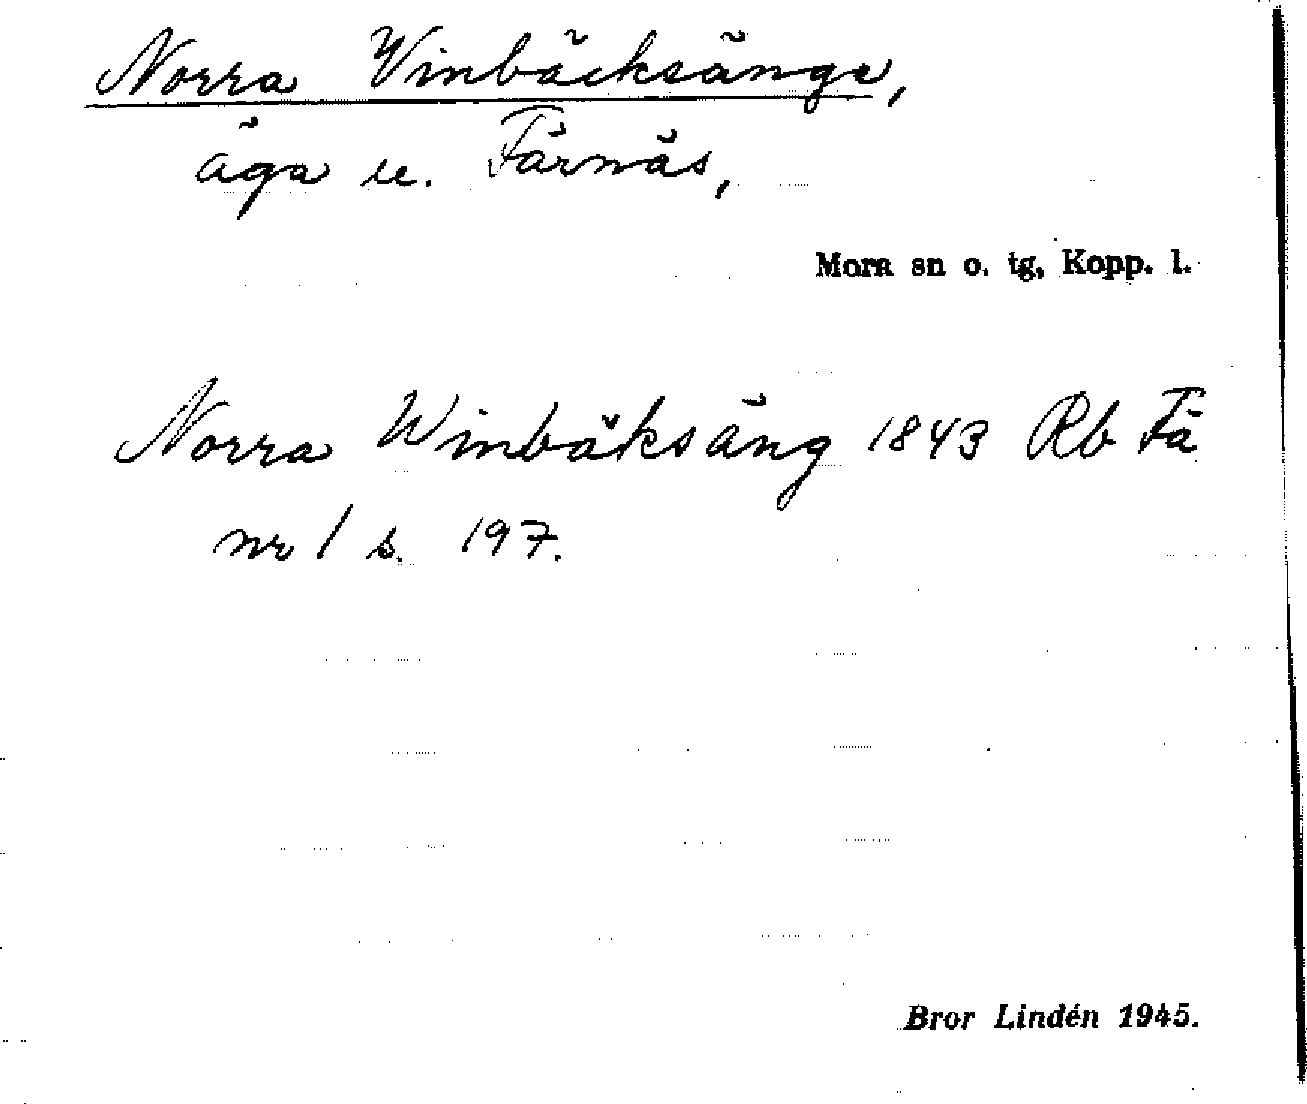 Norra Vinbäcksänge,
äga u. Färnäs,
Mora sn o. tg, Kopp. l.
Norra Winbäksäng 1843 Rb Fä
nr 1 s. 197.
Bror Lindén 1945.